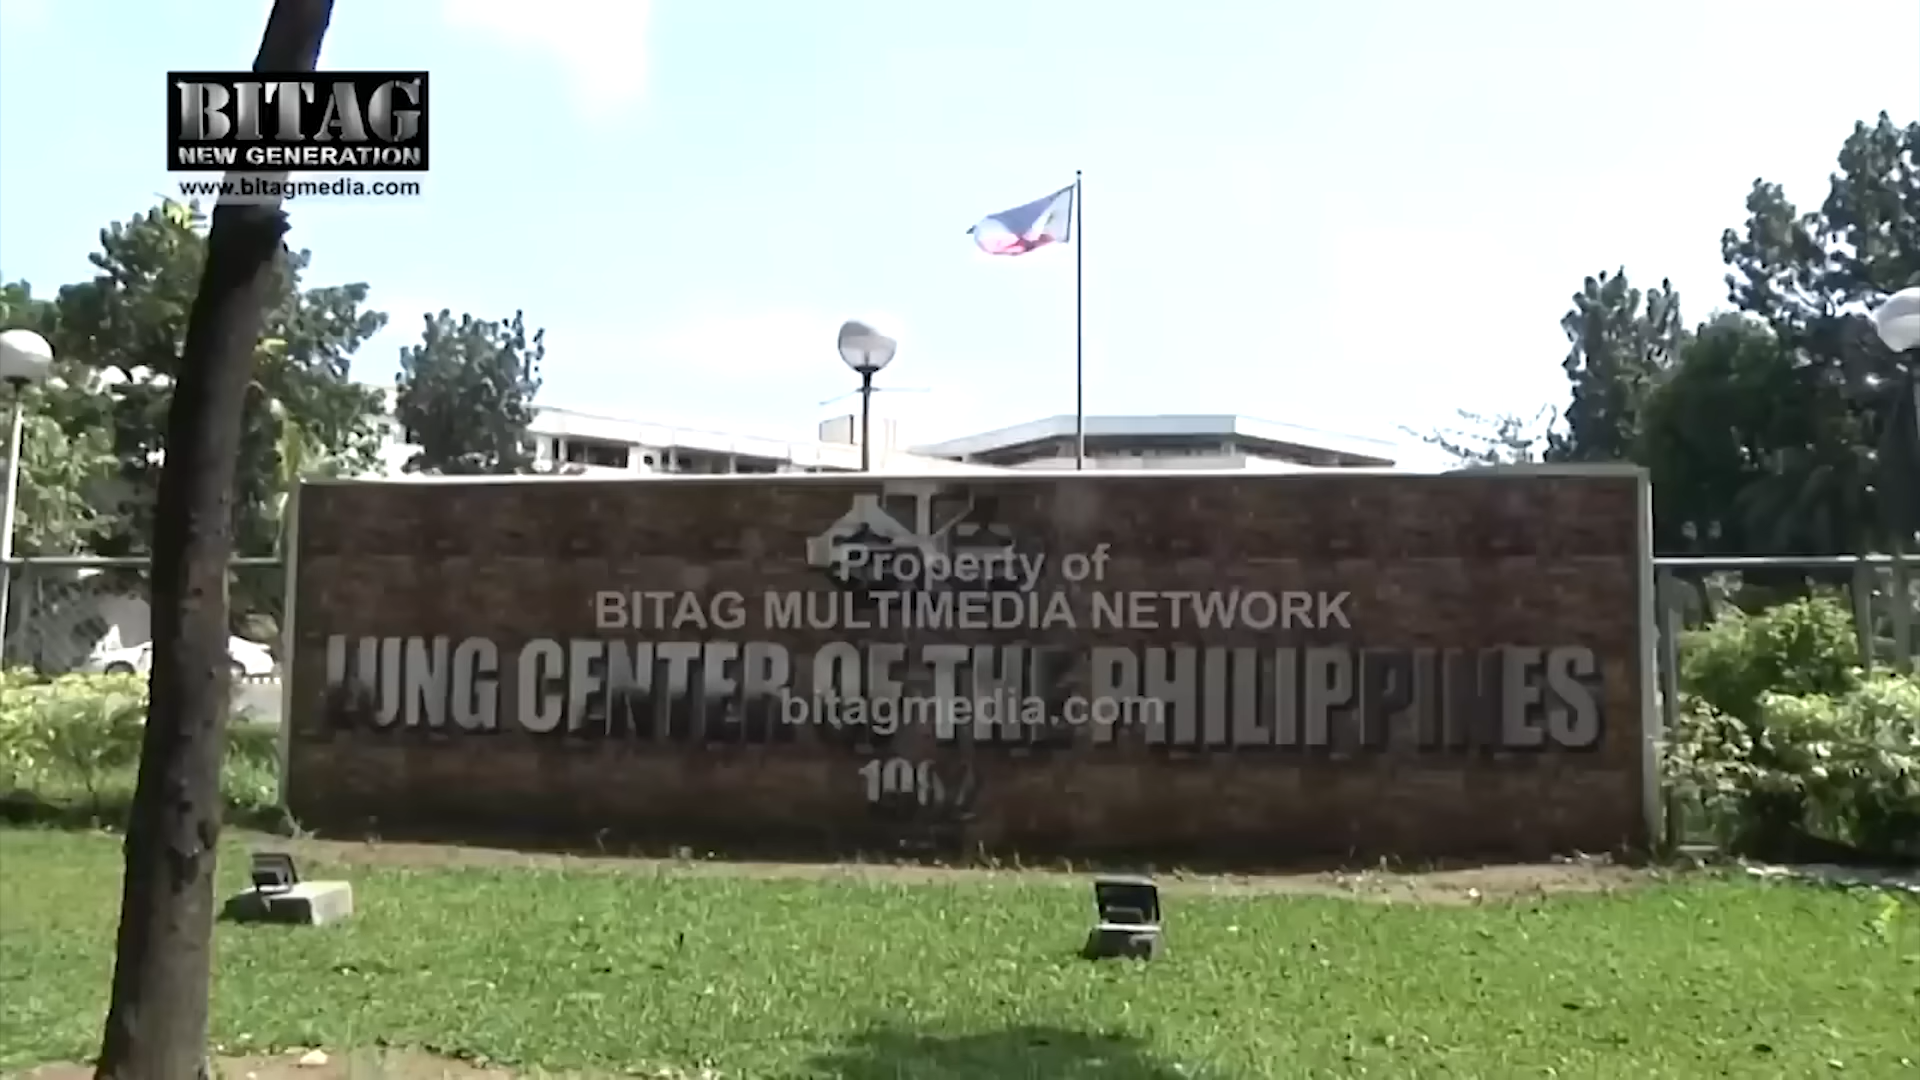 BITAG
NEW GENERATION
www.bitagmedia.com
Property of
BITAG MULTIMEDIA NETWORK
LUNG CENTER OF THE PHILIPPINES
bitagmedia.com